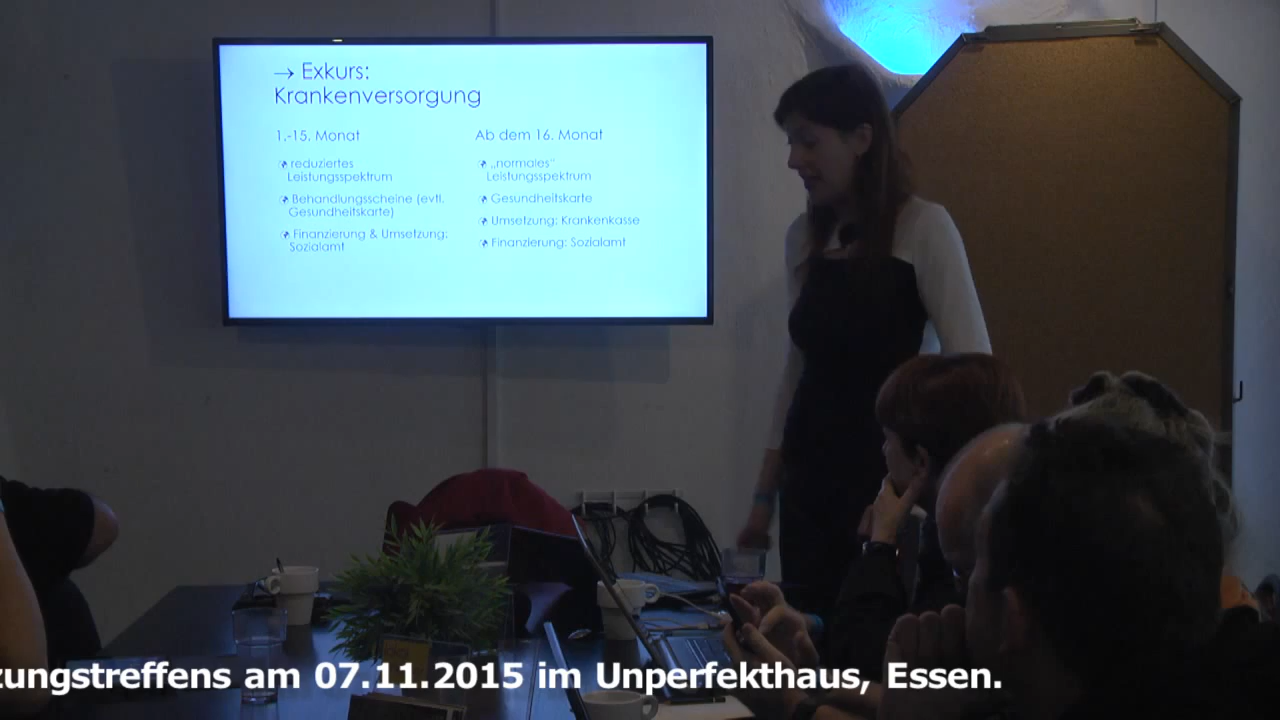 → Exkurs:
Krankenversorgung
1.-15. Monat
reduziertes
Leistungsspektrum
Behandlungsscheine (evtl.
Gesundheitskarte)
Finanzierung & Umsetzung:
Sozialamt
Ab dem 16. Monat
„normales“
Leistungsspektrum
Gesundheitskarte
Umsetzung: Krankenkasse
Finanzierung: Sozialamt
zungstreffens am 07.11.2015 im Unperfekthaus, Essen.